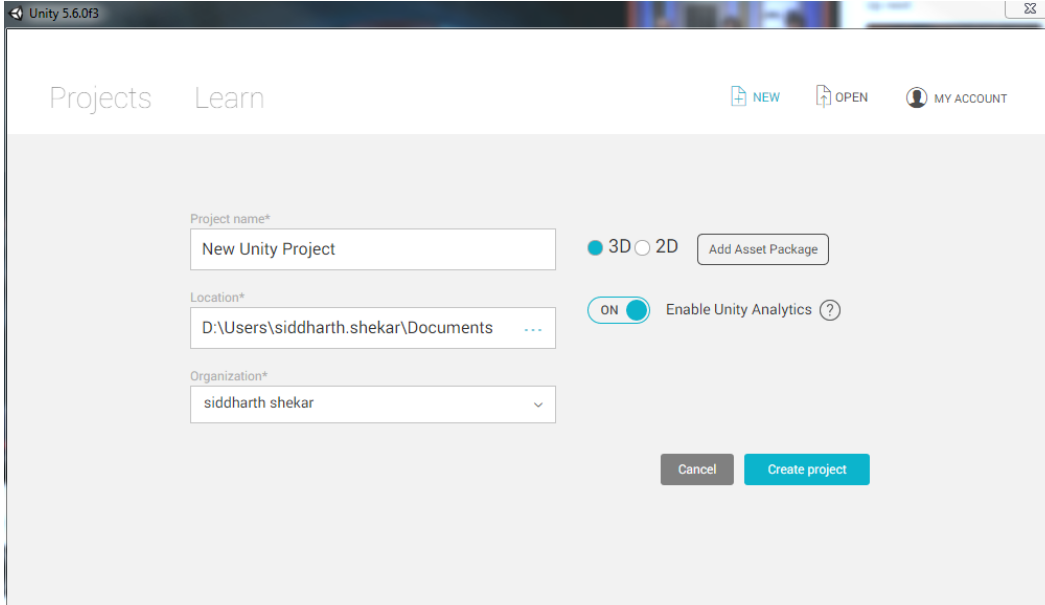 Unity 5.6.0f3
Projects Learn NEW OPEN MY ACCOUNT
Project name*
New Unity Project
3D 2D Add Asset Package
Location*
D:\Users\siddharth.shekar\Documents ...
ON Enable Unity Analytics ?
Organization*
siddharth shekar
Cancel Create project